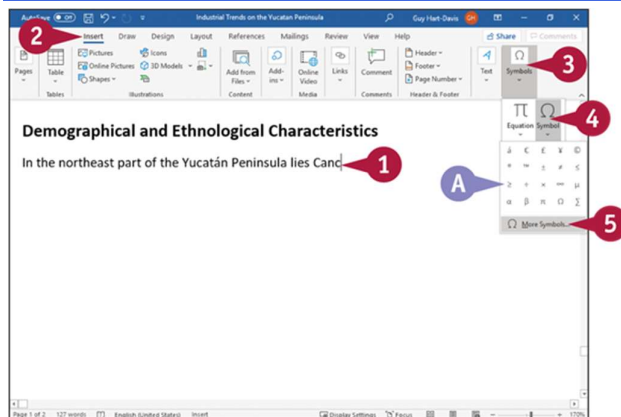 AutoSave Off Industrial Trends on the Yucatan Peninsula Guy Hart-Davis
2 Insert Draw Design Layout References Mailings Review View Help Share Comments
Pages Table Pictures Online Pictures Shapes Icons 3D Models Add from Files Add-ins Online Video Links Comment Header Footer Page Number Text Symbols 3
Tables Illustrations Content Media Comments Header & Footer
Equation Symbol 4
Demographical and Ethnological Characteristics
In the northeast part of the Yucatán Peninsula lies Canc 1
á € £ ¥ ©
® ™ ± ≠ ≤
A ≥ ÷ × ∞ µ
α β π Ω ∑
Ω More Symbols... 5
Page 1 of 2 127 words English (United States) Insert Display Settings Focus 170%